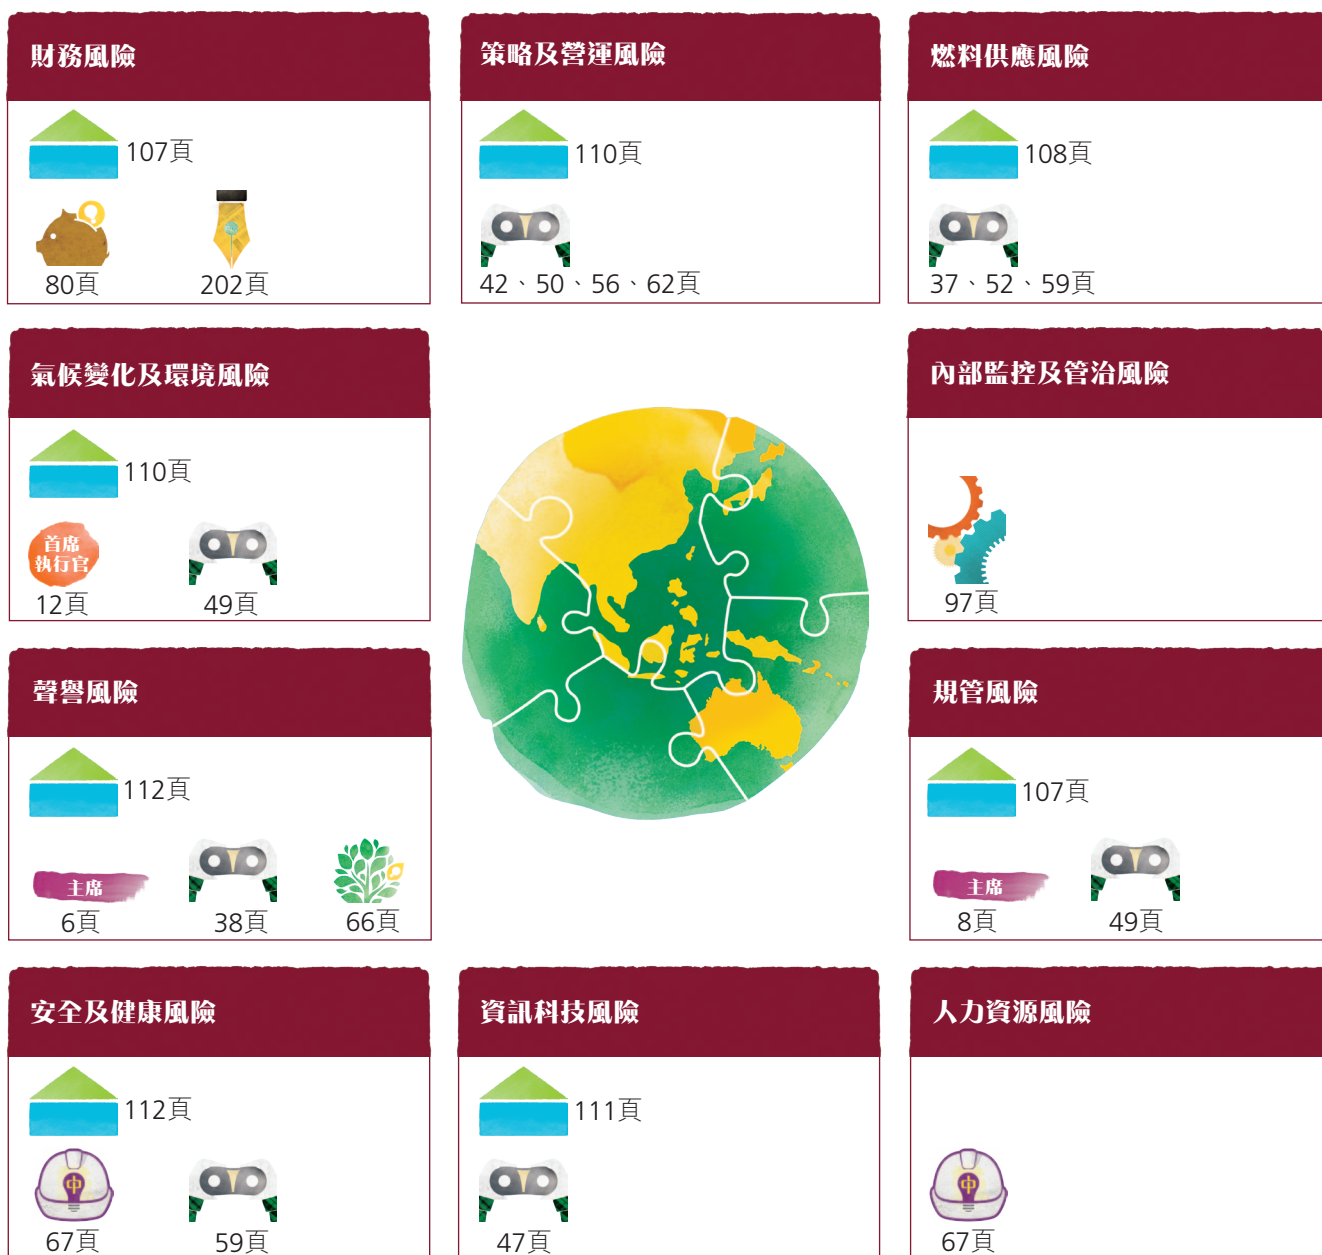 財務風險
107頁
80頁
202頁
策略及營運風險
110頁
42、50、56、62頁
燃料供應風險
108頁
37、52、59頁
氣候變化及環境風險
110頁
首席
執行官
12頁
49頁
內部監控及管治風險
97頁
聲譽風險
112頁
主席
6頁
38頁
66頁
規管風險
107頁
主席
8頁
49頁
安全及健康風險
112頁
中
67頁
59頁
資訊科技風險
111頁
47頁
人力資源風險
中
67頁